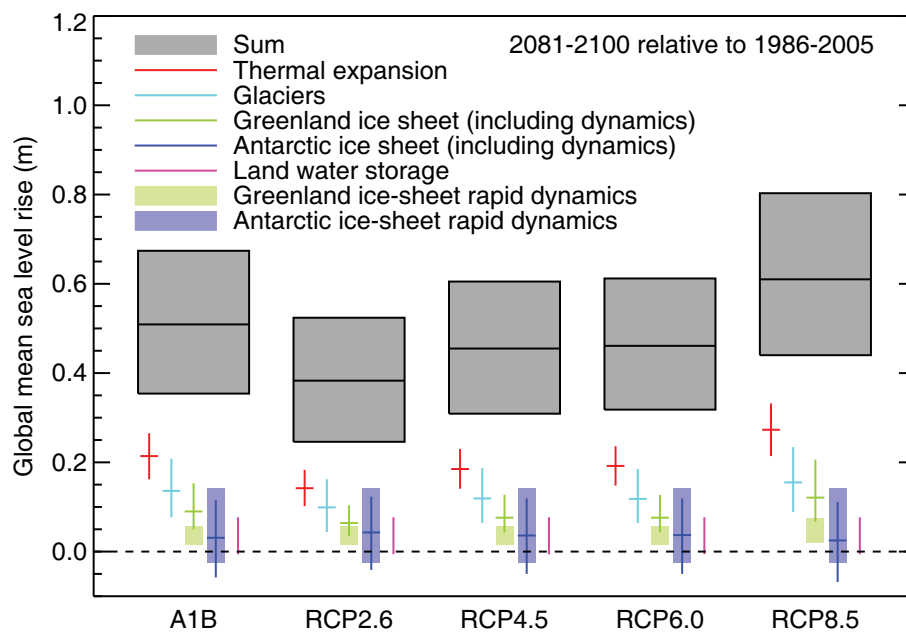 1.2
1.0
0.8
0.6
0.4
0.2
0.0
Global mean sea level rise (m)
2081-2100 relative to 1986-2005
Sum
Thermal expansion
Glaciers
Greenland ice sheet (including dynamics)
Antarctic ice sheet (including dynamics)
Land water storage
Greenland ice-sheet rapid dynamics
Antarctic ice-sheet rapid dynamics
A1B RCP2.6 RCP4.5 RCP6.0 RCP8.5